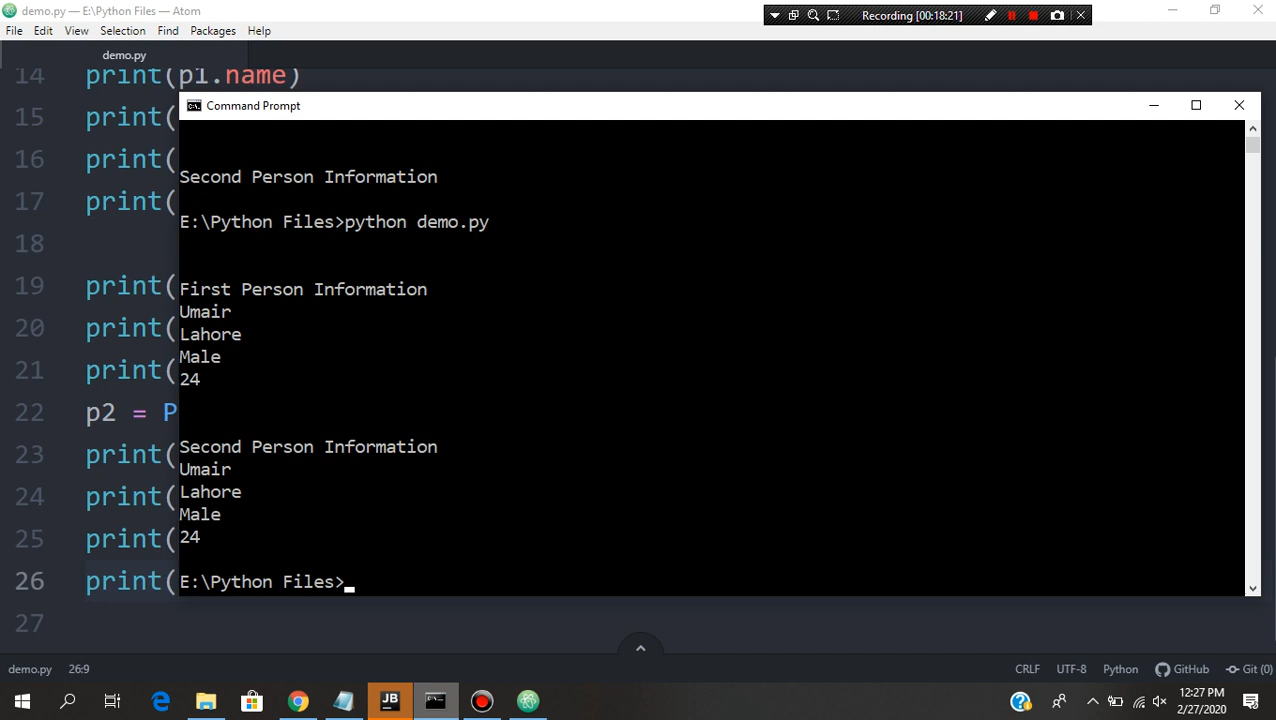 demo.py — E:\Python Files — Atom
Recording [00:18:21]
File Edit View Selection Find Packages Help
demo.py
14 print(p1.name)
15 print(
16 print(
17 print(
18
19 print(
20 print(
21 print(
22 p2 = P
23 print(
24 print(
25 print(
26 print(
27
Command Prompt
Second Person Information
E:\Python Files>python demo.py
First Person Information
Umair
Lahore
Male
24
Second Person Information
Umair
Lahore
Male
24
E:\Python Files>
demo.py 26:9 CRLF UTF-8 Python GitHub Git (0)
JB
12:27 PM
2/27/2020